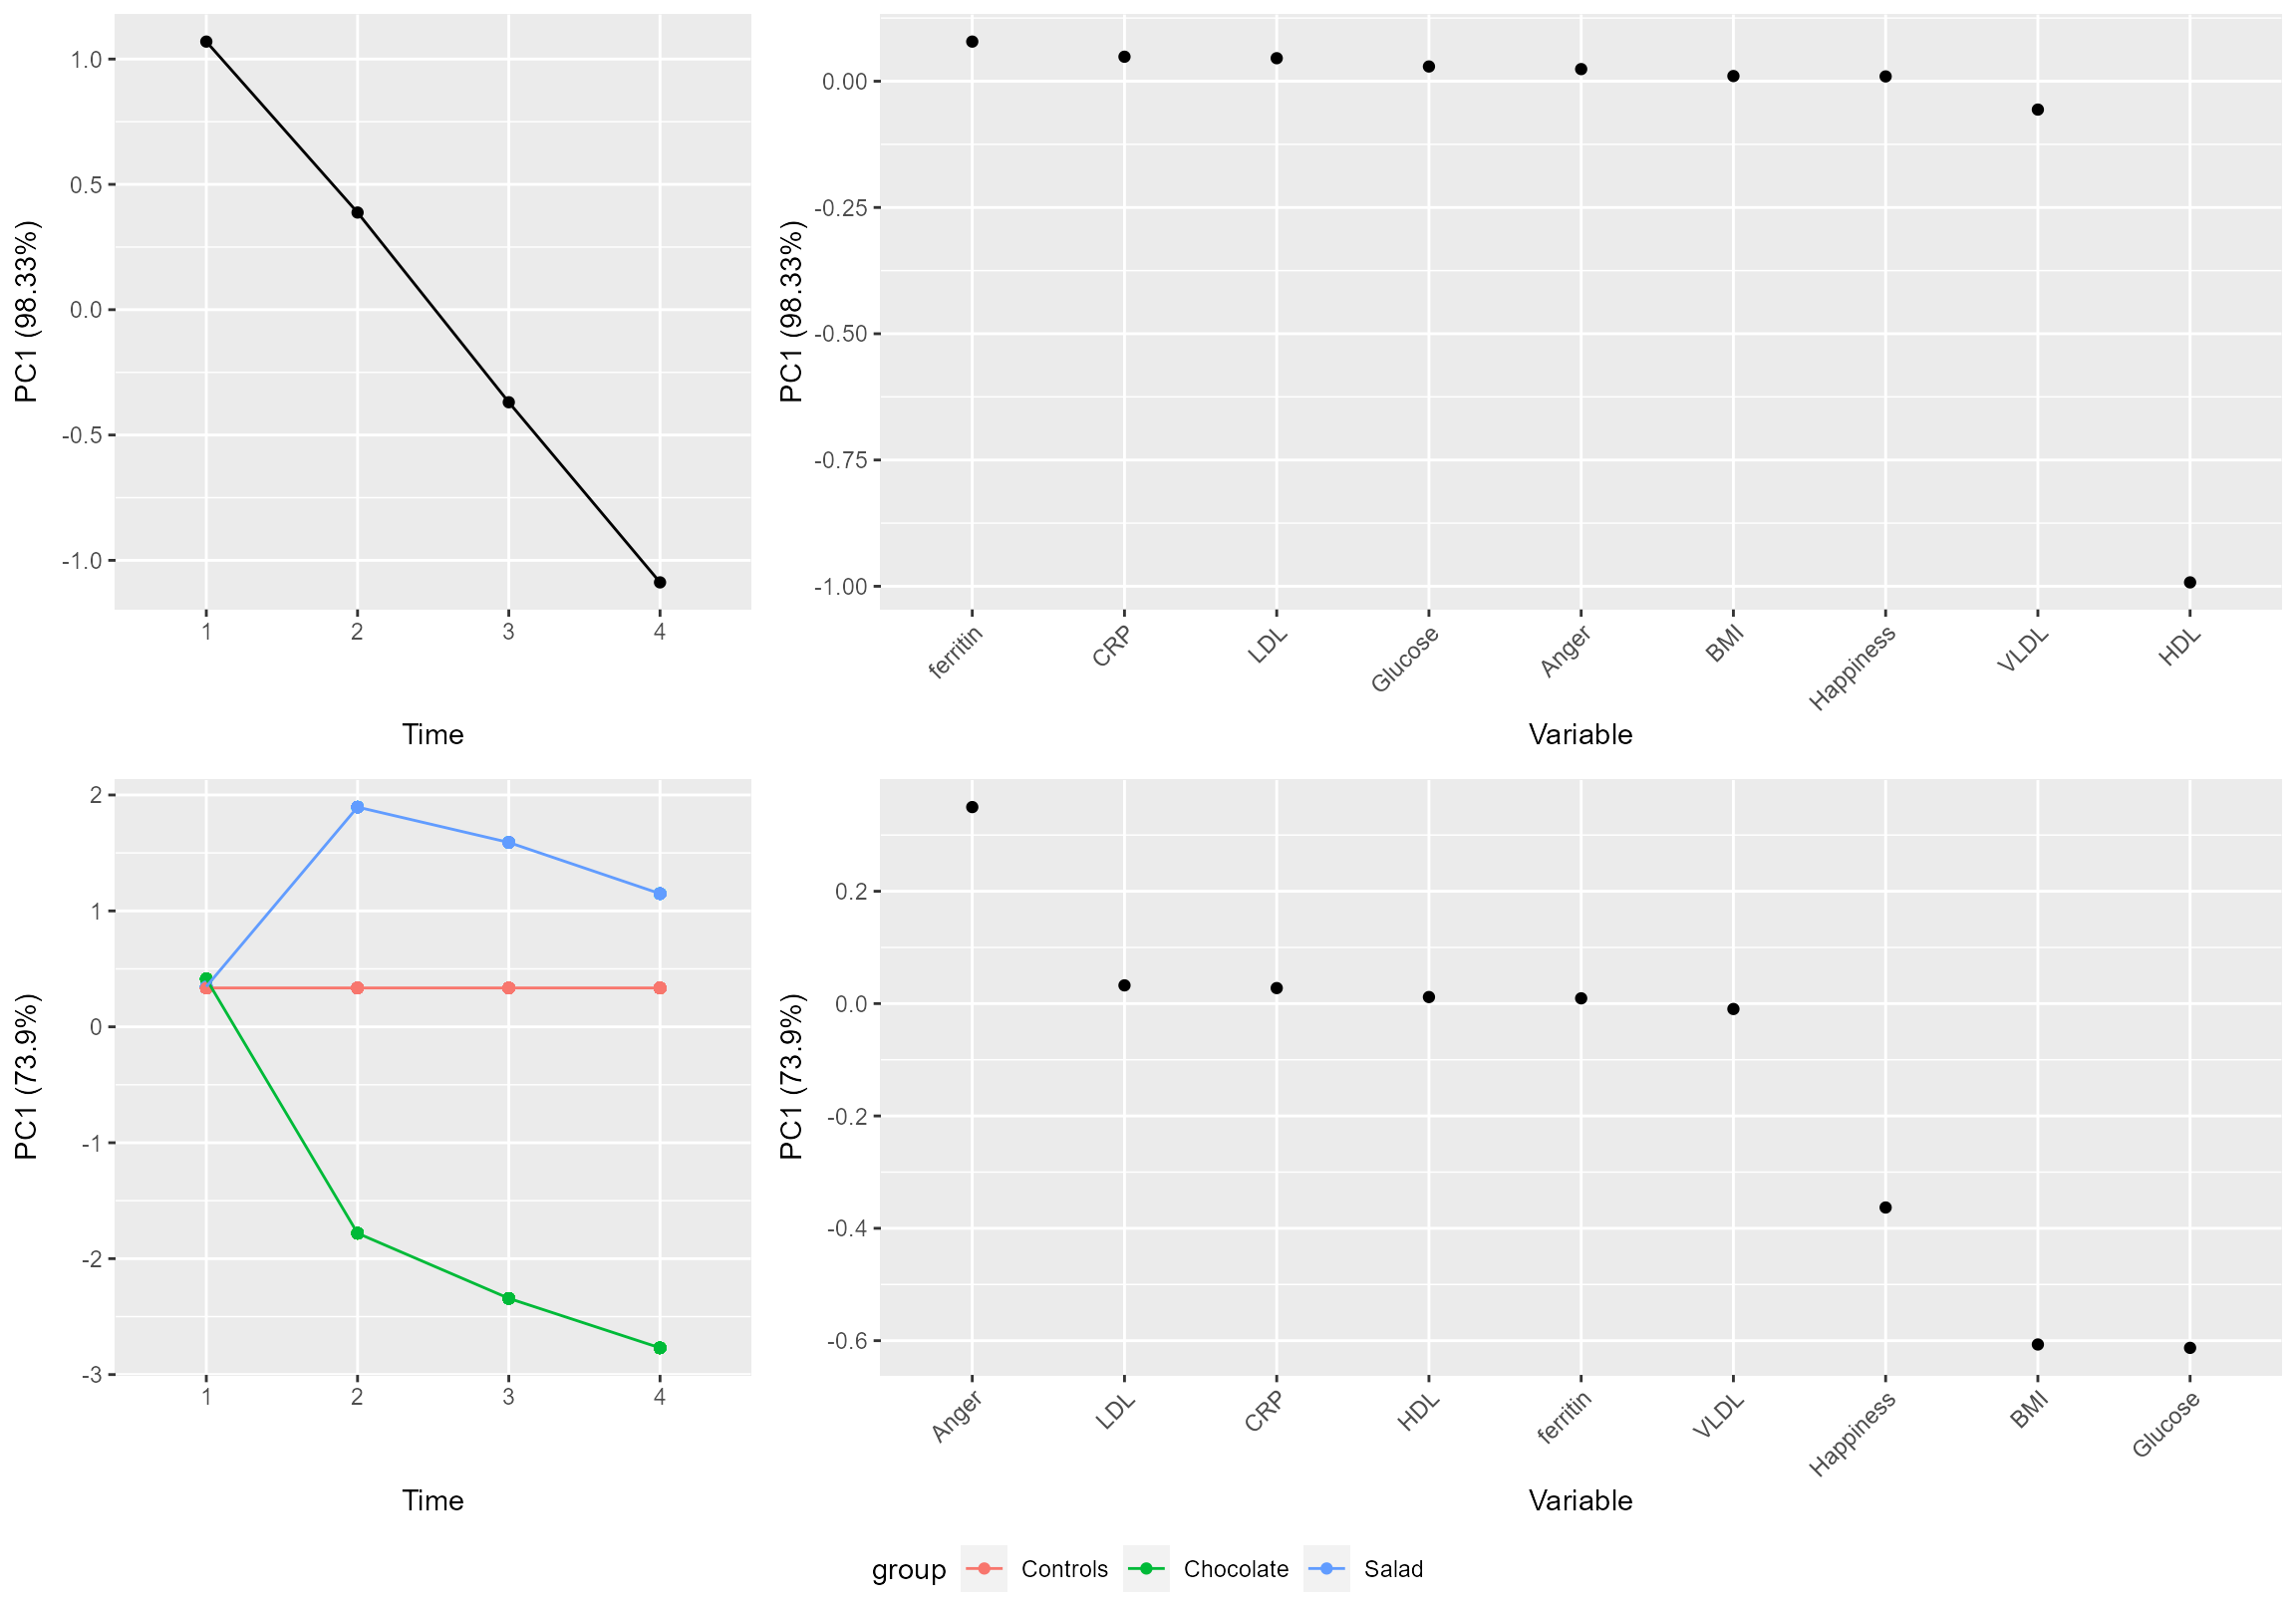 1.0
0.5
0.0
-0.5
-1.0
PC1 (98.33%)
1
2
3
4
Time
0.00
-0.25
-0.50
-0.75
-1.00
PC1 (98.33%)
ferritin
CRP
LDL
Glucose
Anger
BMI
Happiness
VLDL
HDL
Variable
2
1
0
-1
-2
-3
PC1 (73.9%)
1
2
3
4
Time
0.2
0.0
-0.2
-0.4
-0.6
PC1 (73.9%)
Anger
LDL
CRP
HDL
ferritin
VLDL
Happiness
BMI
Glucose
Variable
group Controls Chocolate Salad